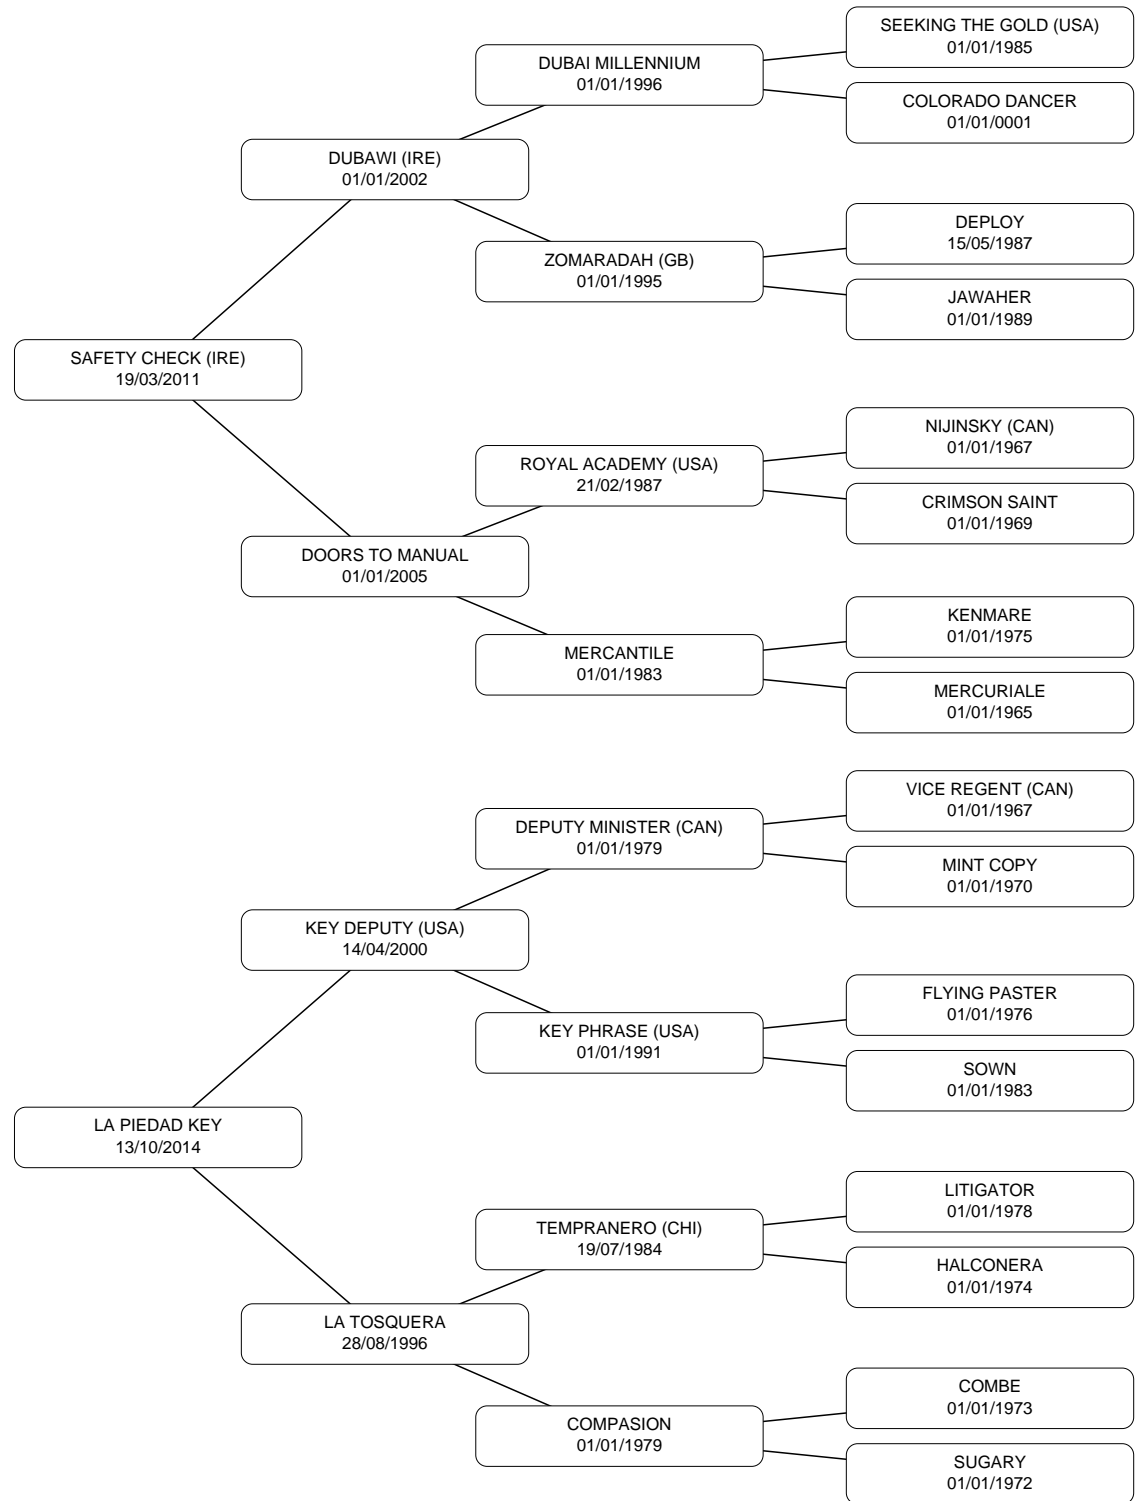 SEEKING THE GOLD (USA)
01/01/1985
DUBAI MILLENNIUM
01/01/1996
COLORADO DANCER
01/01/0001
DUBAWI (IRE)
01/01/2002
DEPLOY
15/05/1987
ZOMARADAH (GB)
01/01/1995
JAWAHER
01/01/1989
SAFETY CHECK (IRE)
19/03/2011
NIJINSKY (CAN)
01/01/1967
ROYAL ACADEMY (USA)
21/02/1987
CRIMSON SAINT
01/01/1969
DOORS TO MANUAL
01/01/2005
KENMARE
01/01/1975
MERCANTILE
01/01/1983
MERCURIALE
01/01/1965
VICE REGENT (CAN)
01/01/1967
DEPUTY MINISTER (CAN)
01/01/1979
MINT COPY
01/01/1970
KEY DEPUTY (USA)
14/04/2000
FLYING PASTER
01/01/1976
KEY PHRASE (USA)
01/01/1991
SOWN
01/01/1983
LA PIEDAD KEY
13/10/2014
LITIGATOR
01/01/1978
TEMPRANERO (CHI)
19/07/1984
HALCONERA
01/01/1974
LA TOSQUERA
28/08/1996
COMBE
01/01/1973
COMPASION
01/01/1979
SUGARY
01/01/1972